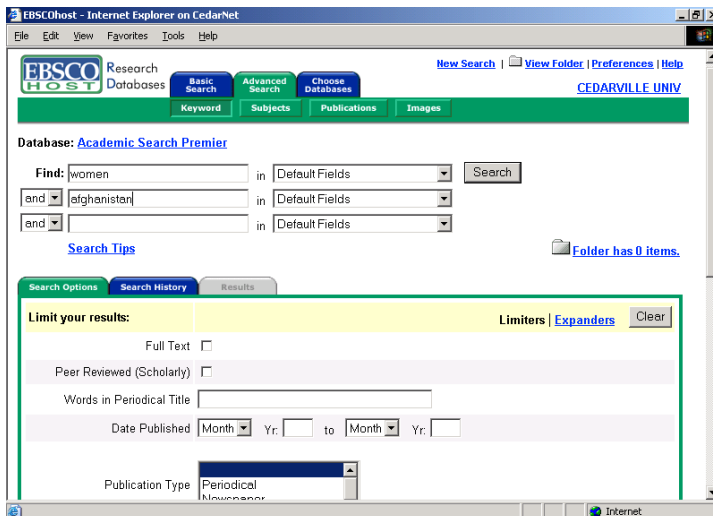 EBSCOhost - Internet Explorer on CedarNet
File Edit View Favorites Tools Help
EBSCO HOST Research Databases
Basic Search
Advanced Search
Choose Databases
New Search | View Folder | Preferences | Help
CEDARVILLE UNIV
Keyword Subjects Publications Images
Database: Academic Search Premier
Find: women in Default Fields Search
and afghanistan in Default Fields
and in Default Fields
Search Tips Folder has 0 items.
Search Options Search History Results
Limit your results: Limiters | Expanders Clear
Full Text
Peer Reviewed (Scholarly)
Words in Periodical Title
Date Published Month Yr: to Month Yr:
Publication Type Periodical
Newspaper
Internet